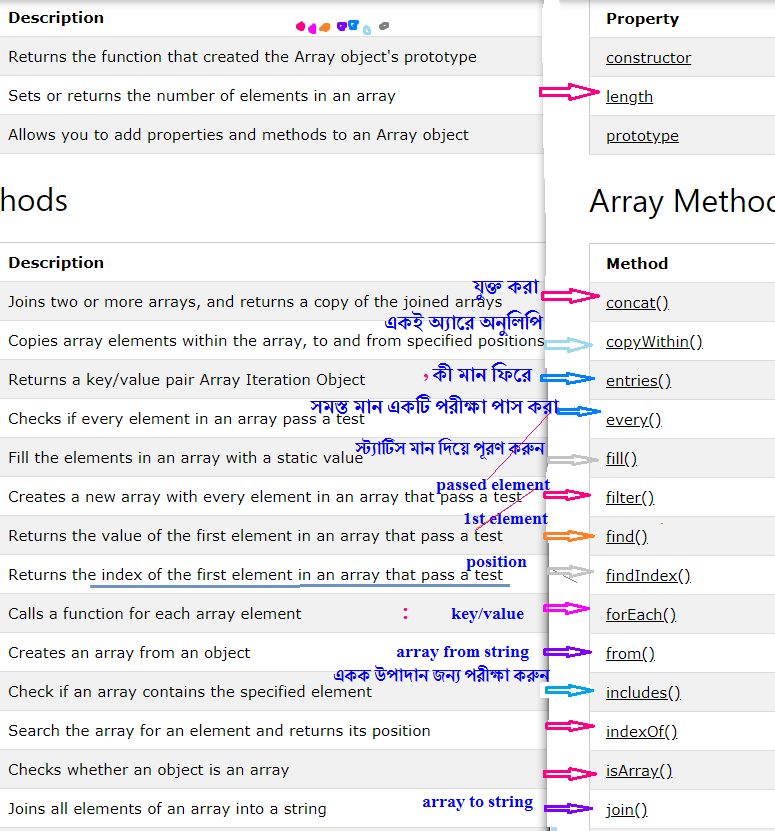 Description
Property
Returns the function that created the Array object's prototype
constructor
Sets or returns the number of elements in an array
length
Allows you to add properties and methods to an Array object
prototype
hods
Array Method
Description
Method
যুক্ত করা
Joins two or more arrays, and returns a copy of the joined arrays
concat()
একই অ্যারে অনুলিপি
Copies array elements within the array, to and from specified positions
copyWithin()
, কী মান ফিরে
Returns a key/value pair Array Iteration Object
entries()
সমস্ত মান একটি পরীক্ষা পাস করা
Checks if every element in an array pass a test
every()
স্ট্যাটিস মান দিয়ে পূরণ করুন
Fill the elements in an array with a static value
fill()
passed element
Creates a new array with every element in an array that pass a test
filter()
1st element
Returns the value of the first element in an array that pass a test
find()
position
Returns the index of the first element in an array that pass a test
findIndex()
Calls a function for each array element : key/value
forEach()
Creates an array from an object array from string
from()
একক উপাদান জন্য পরীক্ষা করুন
Check if an array contains the specified element
includes()
Search the array for an element and returns its position
indexOf()
Checks whether an object is an array
isArray()
array to string
Joins all elements of an array into a string
join()